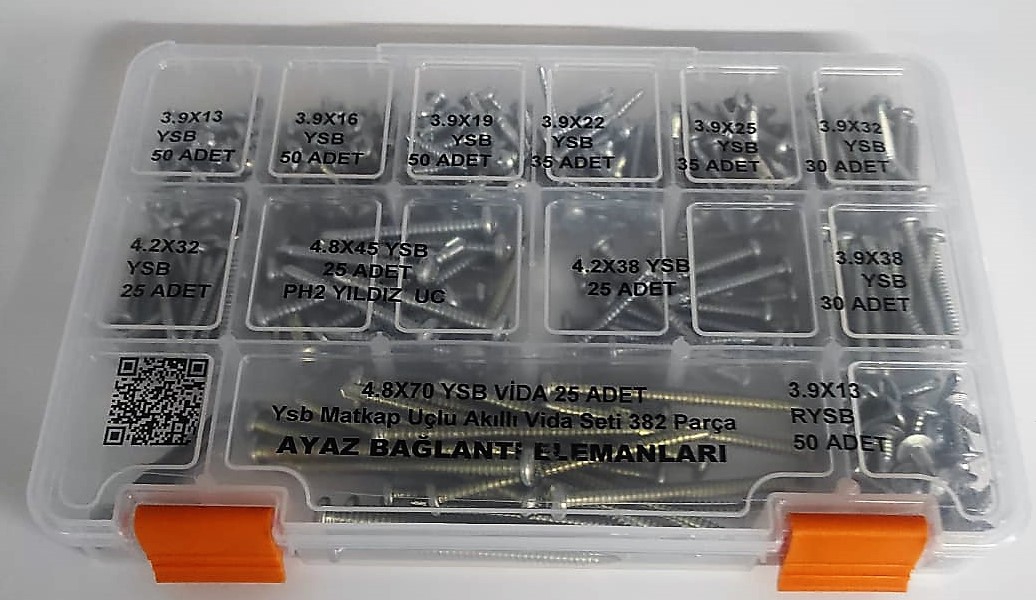 3.9X13
YSB
50 ADET
3.9X16
YSB
50 ADET
3.9X19
YSB
50 ADET
3.9X22
YSB
35 ADET
3.9X25
YSB
35 ADET
3.9X32
YSB
30 ADET
4.2X32
YSB
25 ADET
4.8X45 YSB
25 ADET
PH2 YILDIZ UC
4.2X38 YSB
25 ADET
3.9X38
YSB
30 ADET
4.8X70 YSB VİDA 25 ADET
Ysb Matkap Uçlu Akıllı Vida Seti 382 Parça
AYAZ BAĞLANTI ELEMANLARI
3.9X13
RYSB
50 ADET